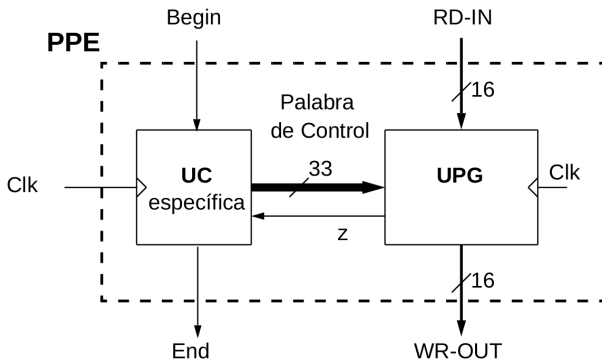 Begin
RD-IN
PPE
16
Palabra
de Control
Clk
UC
específica
33
UPG
Clk
z
16
End
WR-OUT